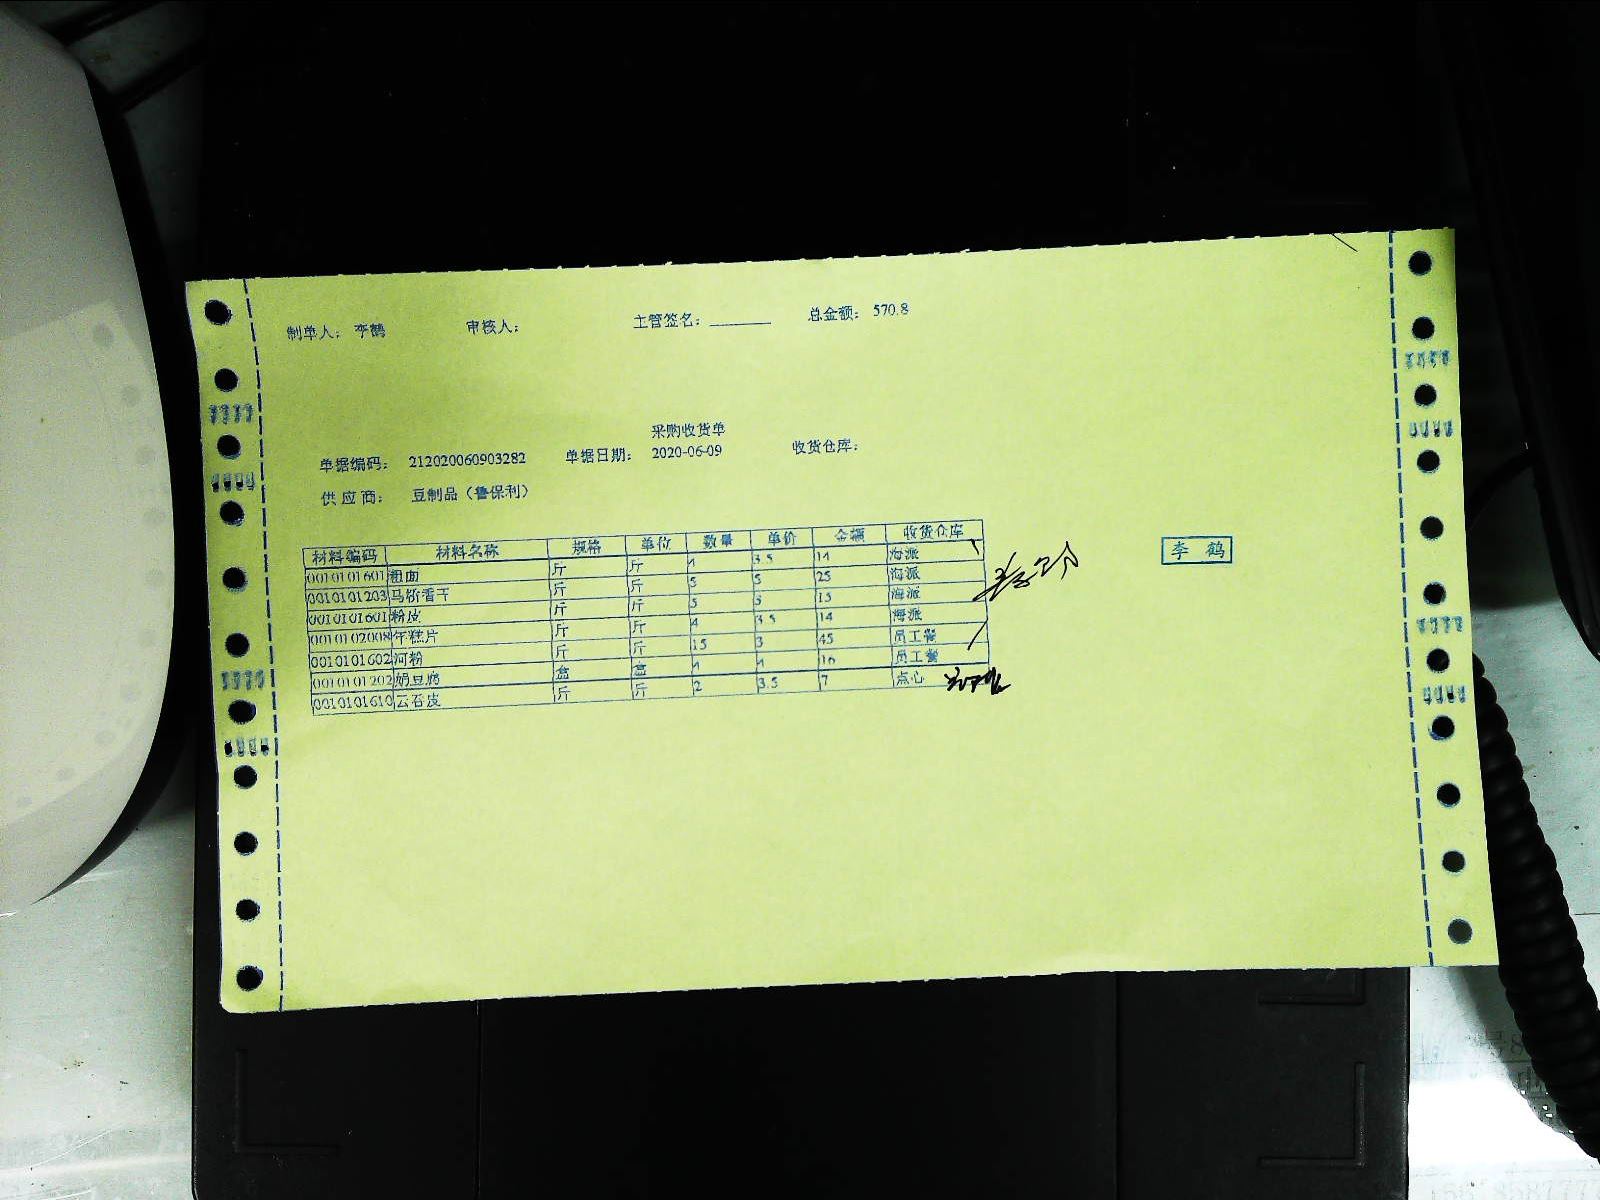 制单人： 李鹤 审核人： 主管签名： 总金额： 570.8
采购收货单
单据编码： 212020060903282 单据日期： 2020-06-09 收货仓库：
供应商： 豆制品（鲁保利）
材料编码 材料名称 规格 单位 数量 单价 金额 收货仓库
0010101601 粗面 斤 斤 4 3.5 14 海派
0010101203 马桥香干 斤 斤 5 5 25 海派
0010101601 粉皮 斤 斤 5 3 15 海派
0010102008 年糕片 斤 斤 4 3.5 14 海派
0010101602 河粉 斤 斤 15 3 45 员工餐
0010101202 绢豆腐 盒 盒 4 4 16 员工餐
0010101610 云吞皮 斤 斤 2 3.5 7 点心
李 鹤